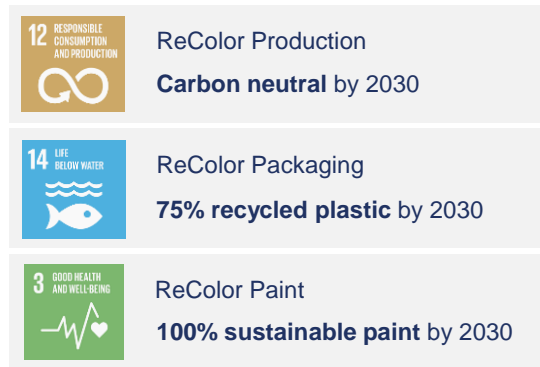 12 RESPONSIBLE
CONSUMPTION
AND PRODUCTION
ReColor Production
Carbon neutral by 2030
14 LIFE
BELOW WATER
ReColor Packaging
75% recycled plastic by 2030
3 GOOD HEALTH
AND WELL-BEING
ReColor Paint
100% sustainable paint by 2030